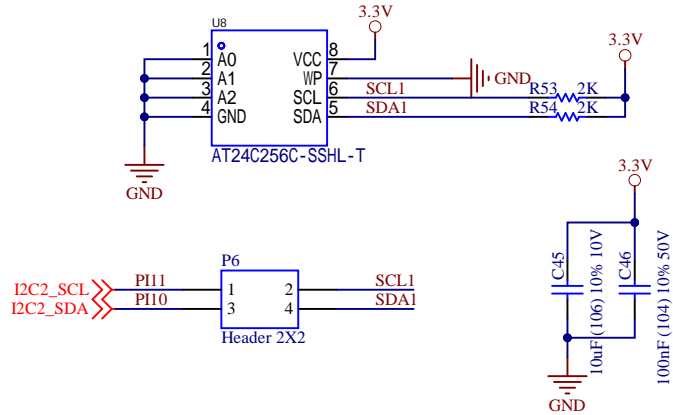 U8
3.3V
3.3V
1 A0 VCC 8
2 A1 WP 7 GND
3 A2 SCL 6 SCL1 R53 2K
4 GND SDA 5 SDA1 R54 2K
AT24C256C-SSHL-T
GND
3.3V
P6
I2C2_SCL PI11 1 2 SCL1
I2C2_SDA PI10 3 4 SDA1
Header 2X2
C45
10uF (106) 10% 10V
C46
100nF (104) 10% 50V
GND